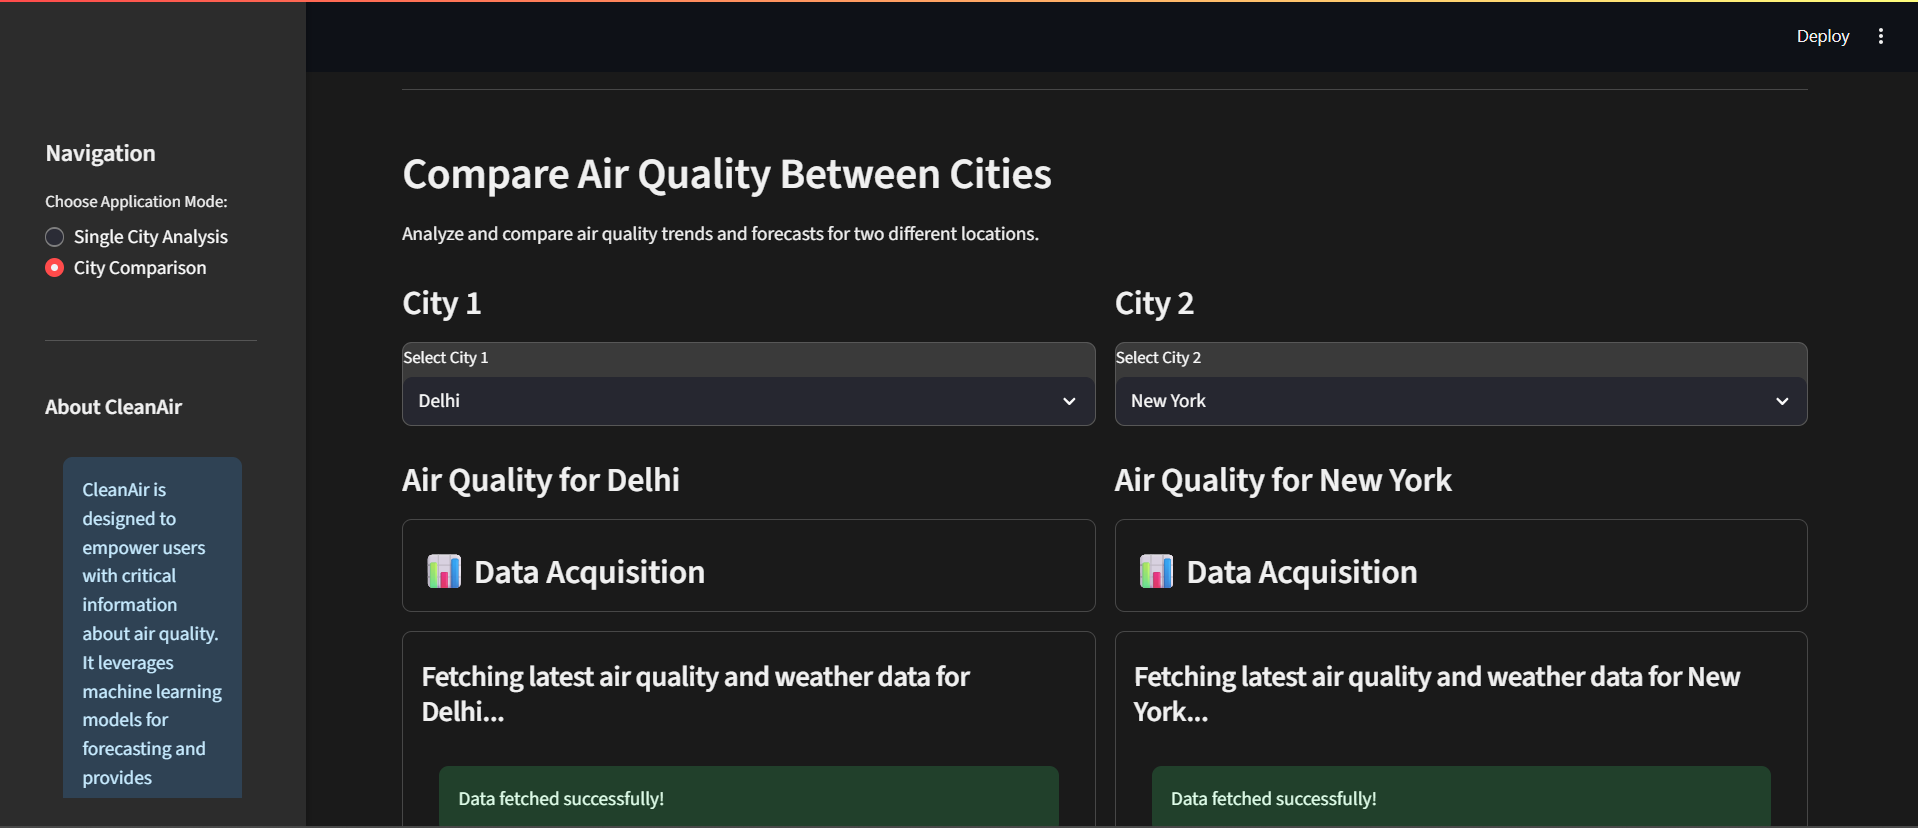 Deploy
Navigation
Choose Application Mode:
Single City Analysis
City Comparison
About CleanAir
CleanAir is
designed to
empower users
with critical
information
about air quality.
It leverages
machine learning
models for
forecasting and
provides
Compare Air Quality Between Cities
Analyze and compare air quality trends and forecasts for two different locations.
City 1
Select City 1
Delhi
Air Quality for Delhi
Data Acquisition
Fetching latest air quality and weather data for
Delhi...
Data fetched successfully!
City 2
Select City 2
New York
Air Quality for New York
Data Acquisition
Fetching latest air quality and weather data for New
York...
Data fetched successfully!